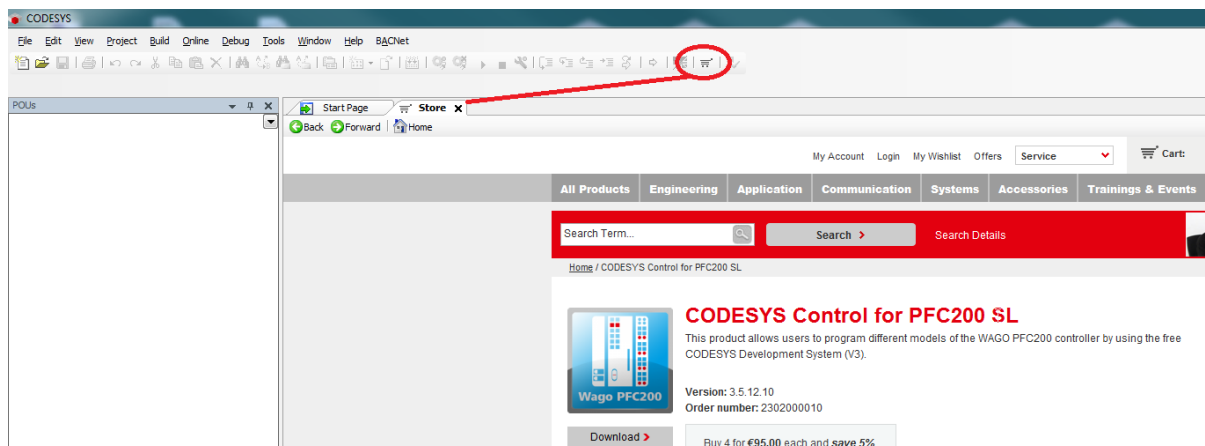 CODESYS
File Edit View Project Build Online Debug Tools Window Help BACNet
POUs
Start Page Store
Back Forward Home
My Account Login My Wishlist Offers Service Cart:
All Products Engineering Application Communication Systems Accessories Trainings & Events
Search Term... Search Search Details
Home / CODESYS Control for PFC200 SL
CODESYS Control for PFC200 SL
This product allows users to program different models of the WAGO PFC200 controller by using the free
CODESYS Development System (V3).
Version: 3.5.12.10
Order number: 2302000010
Wago PFC200
Download
Buy 4 for €95.00 each and save 5%